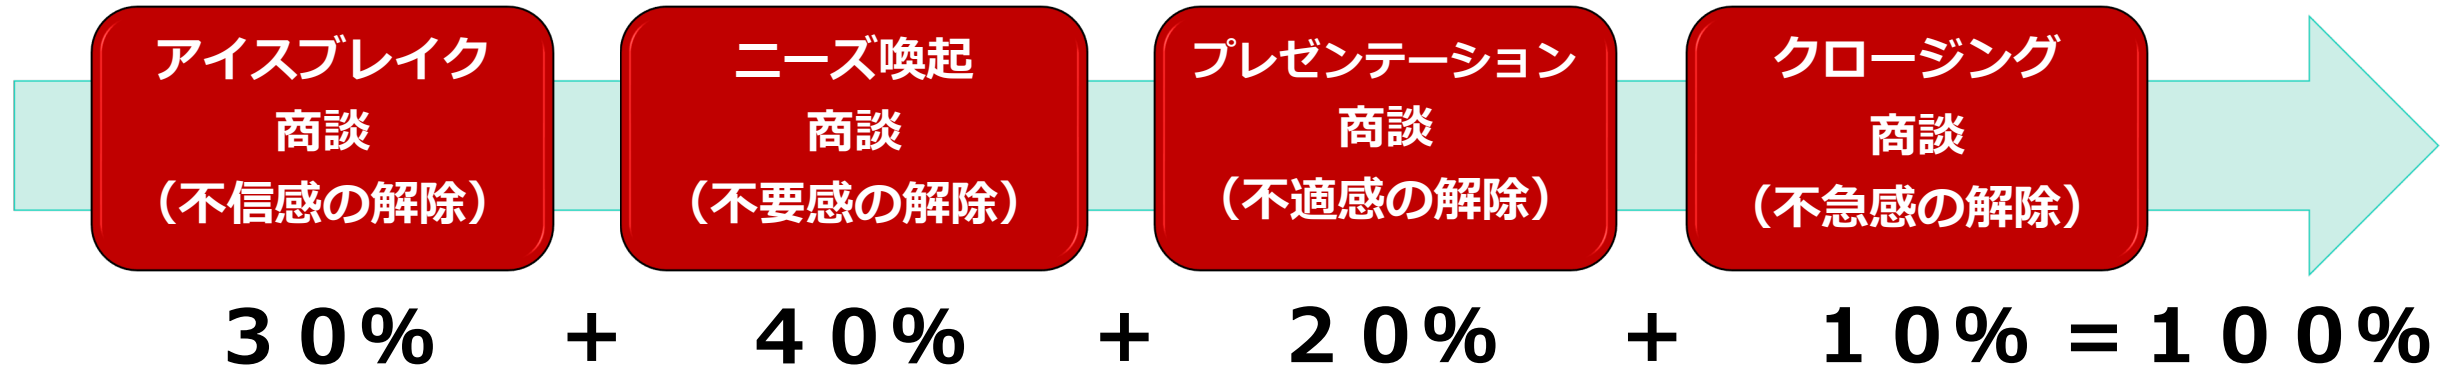 アイスブレイク
商談
（不信感の解除）
ニーズ喚起
商談
（不要感の解除）
プレゼンテーション
商談
（不適感の解除）
クロージング
商談
（不急感の解除）
３０％ ＋ ４０％ ＋ ２０％ ＋ １０％＝１００％